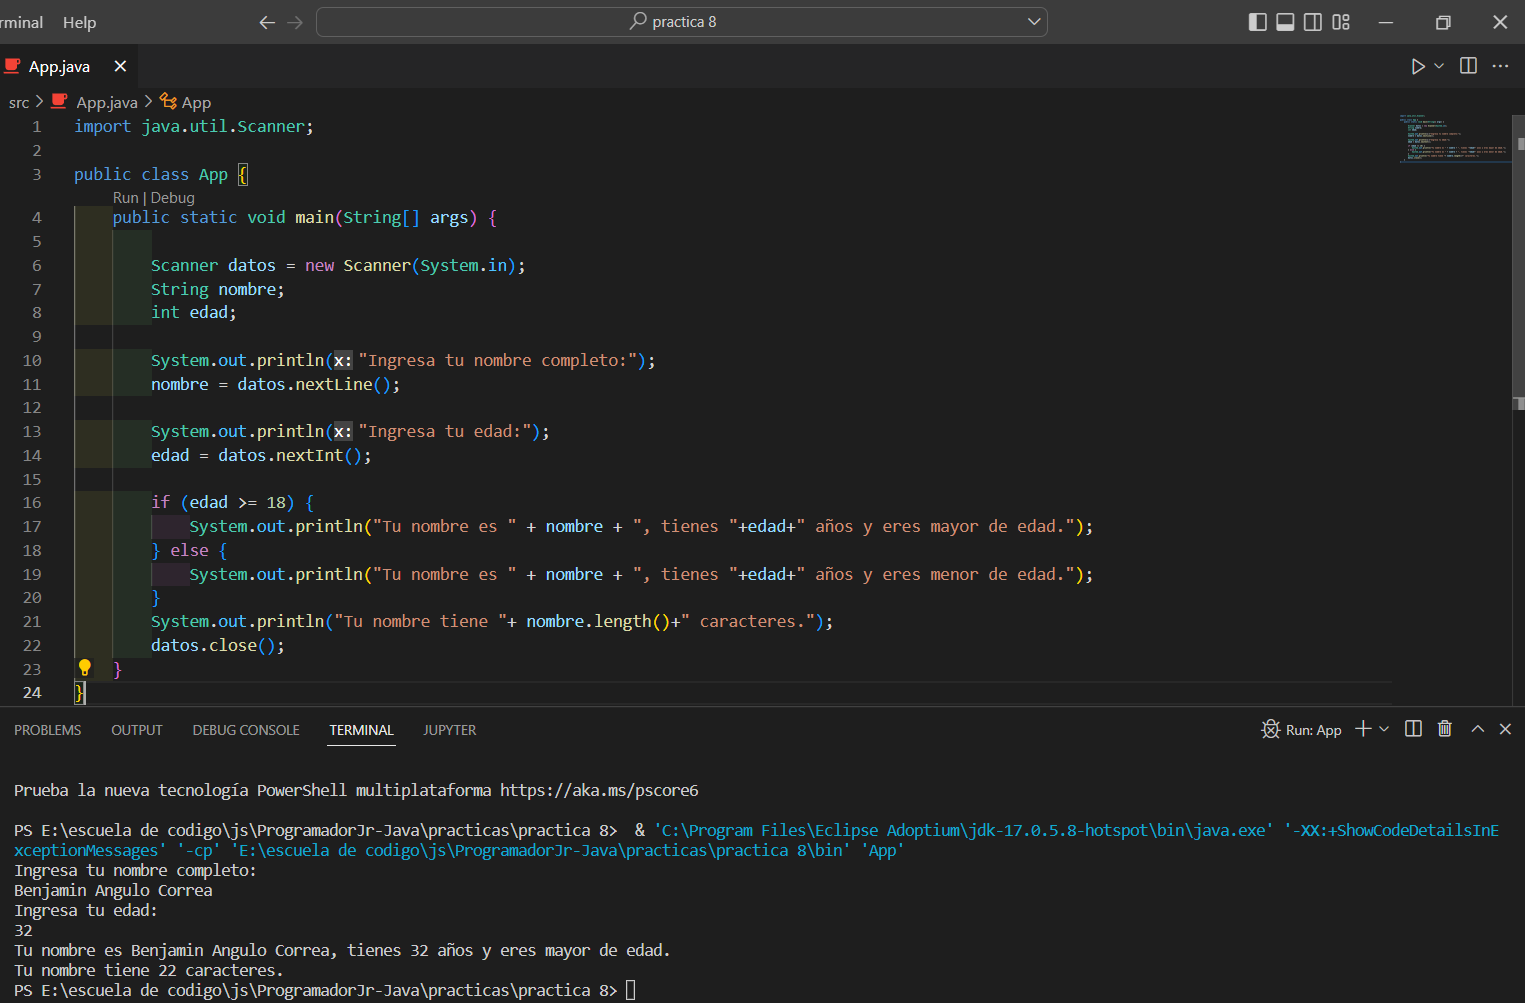 rminal Help practica 8
App.java
src App.java App
1 import java.util.Scanner;
2
3 public class App {
Run | Debug
4 public static void main(String[] args) {
5
6 Scanner datos = new Scanner(System.in);
7 String nombre;
8 int edad;
9
10 System.out.println(x: "Ingresa tu nombre completo:");
11 nombre = datos.nextLine();
12
13 System.out.println(x: "Ingresa tu edad:");
14 edad = datos.nextInt();
15
16 if (edad >= 18) {
17 System.out.println("Tu nombre es " + nombre + ", tienes "+edad+" años y eres mayor de edad.");
18 } else {
19 System.out.println("Tu nombre es " + nombre + ", tienes "+edad+" años y eres menor de edad.");
20 }
21 System.out.println("Tu nombre tiene "+ nombre.length()+" caracteres.");
22 datos.close();
23 }
24 }
PROBLEMS OUTPUT DEBUG CONSOLE TERMINAL JUPYTER Run: App
Prueba la nueva tecnología PowerShell multiplataforma https://aka.ms/pscore6
PS E:\escuela de codigo\js\ProgramadorJr-Java\practicas\practica 8> & 'C:\Program Files\Eclipse Adoptium\jdk-17.0.5.8-hotspot\bin\java.exe' '-XX:+ShowCodeDetailsInE
xceptionMessages' '-cp' 'E:\escuela de codigo\js\ProgramadorJr-Java\practicas\practica 8\bin' 'App'
Ingresa tu nombre completo:
Benjamin Angulo Correa
Ingresa tu edad:
32
Tu nombre es Benjamin Angulo Correa, tienes 32 años y eres mayor de edad.
Tu nombre tiene 22 caracteres.
PS E:\escuela de codigo\js\ProgramadorJr-Java\practicas\practica 8>